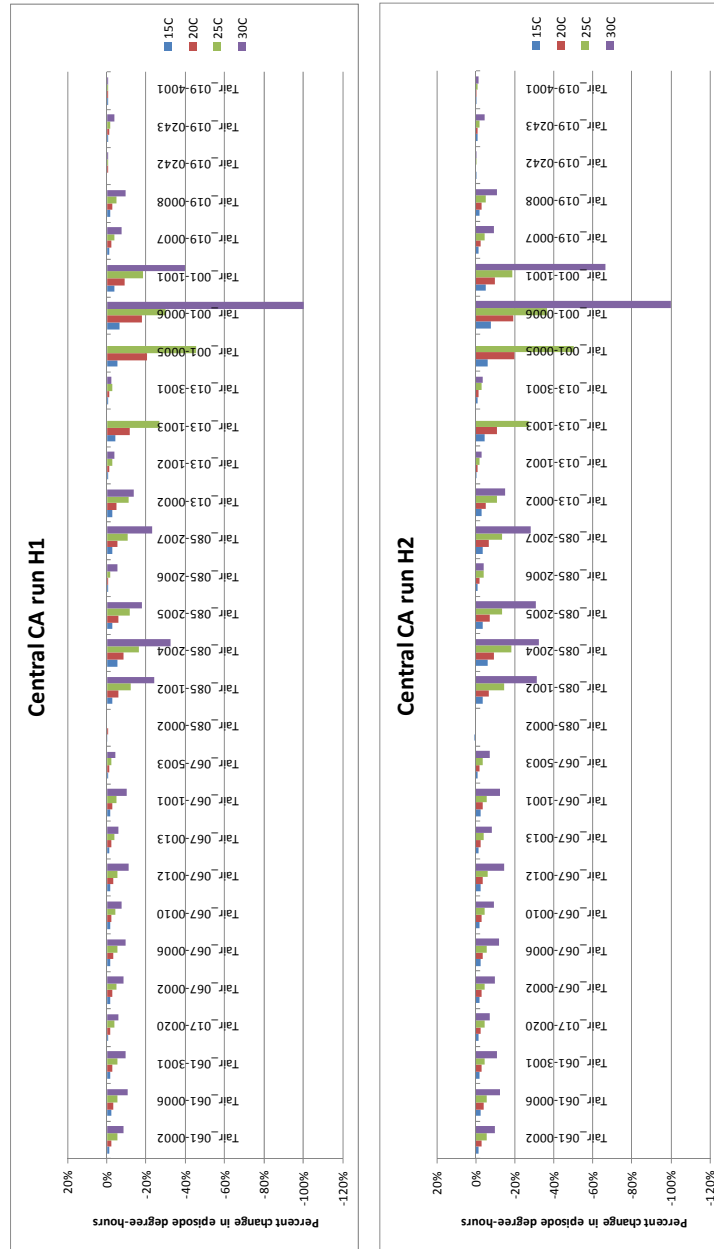 Central CA run H1
Percent change in episode degree-hours
20%
0%
-20%
-40%
-60%
-80%
-100%
-120%
Tair_061-0002
Tair_061-0006
Tair_061-3001
Tair_017-0020
Tair_067-0002
Tair_067-0006
Tair_067-0010
Tair_067-0012
Tair_067-0013
Tair_067-1001
Tair_067-5003
Tair_085-0002
Tair_085-1002
Tair_085-2004
Tair_085-2005
Tair_085-2006
Tair_085-2007
Tair_013-0002
Tair_013-1002
Tair_013-1003
Tair_013-3001
Tair_001-0005
Tair_001-0006
Tair_001-1001
Tair_019-0007
Tair_019-0008
Tair_019-0242
Tair_019-0243
Tair_019-4001
15C
20C
25C
30C
Central CA run H2
Percent change in episode degree-hours
20%
0%
-20%
-40%
-60%
-80%
-100%
-120%
Tair_061-0002
Tair_061-0006
Tair_061-3001
Tair_017-0020
Tair_067-0002
Tair_067-0006
Tair_067-0010
Tair_067-0012
Tair_067-0013
Tair_067-1001
Tair_067-5003
Tair_085-0002
Tair_085-1002
Tair_085-2004
Tair_085-2005
Tair_085-2006
Tair_085-2007
Tair_013-0002
Tair_013-1002
Tair_013-1003
Tair_013-3001
Tair_001-0005
Tair_001-0006
Tair_001-1001
Tair_019-0007
Tair_019-0008
Tair_019-0242
Tair_019-0243
Tair_019-4001
15C
20C
25C
30C